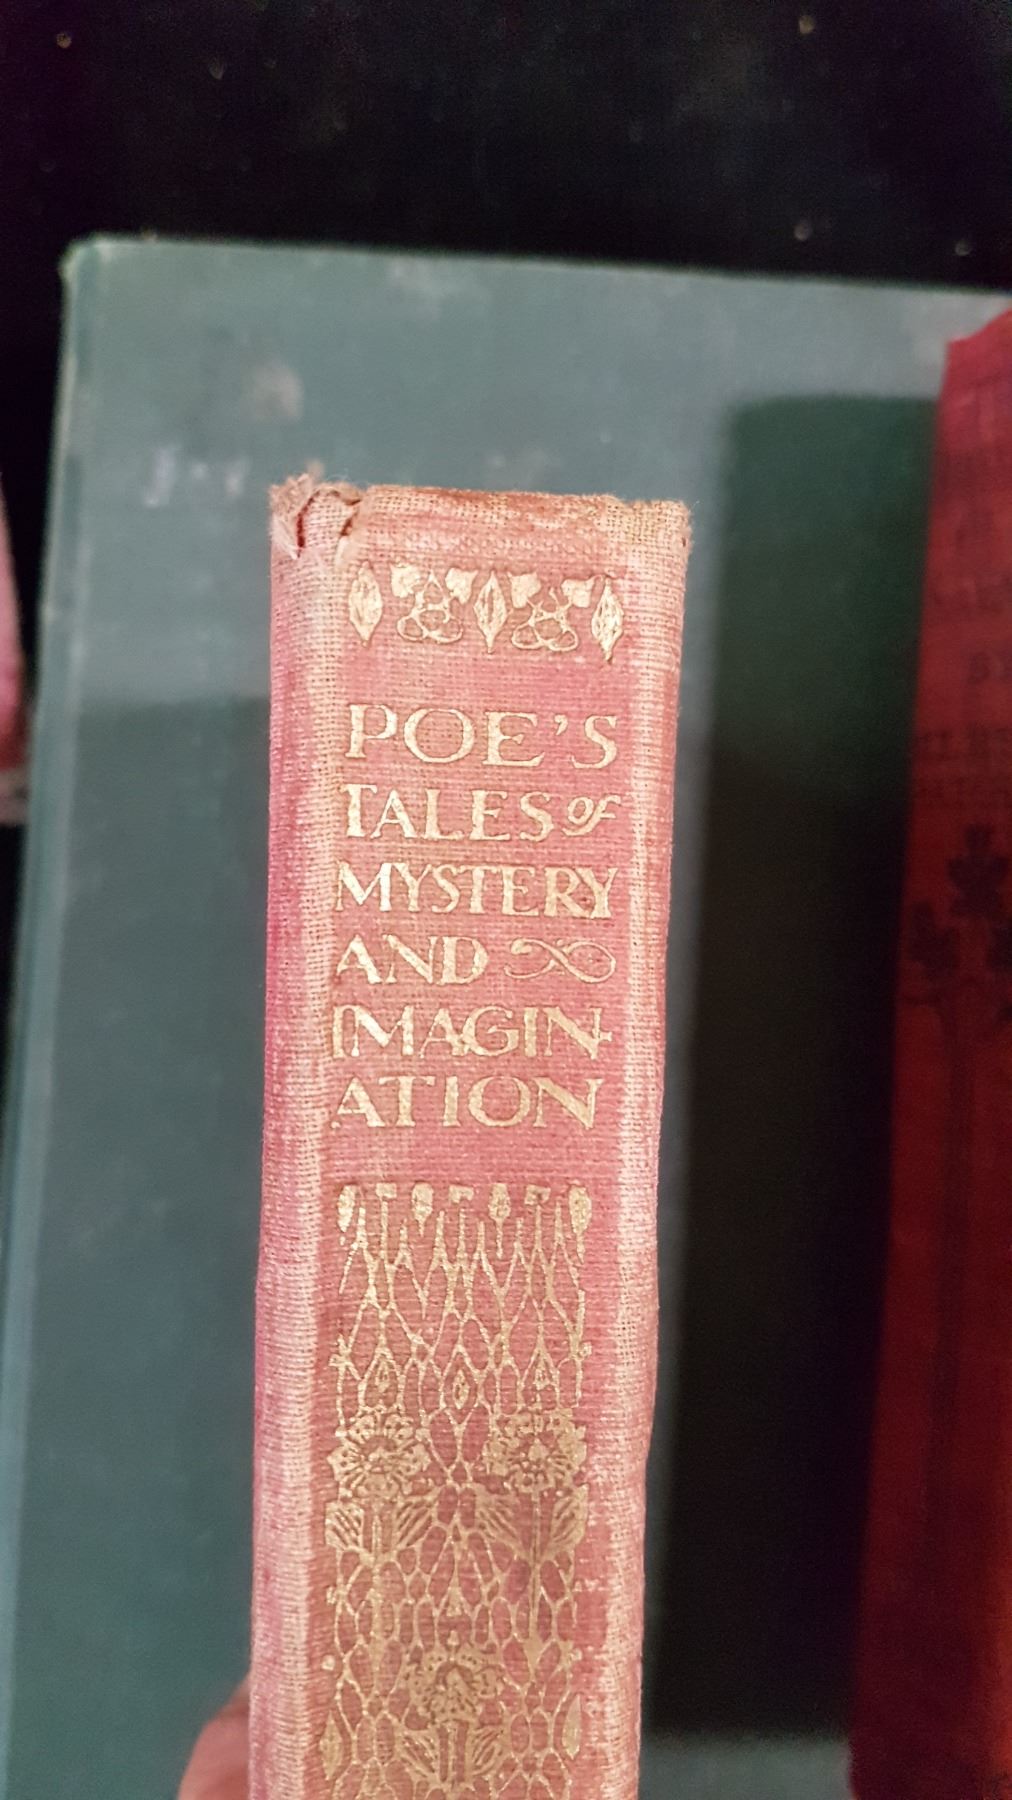 POE'S
TALES of
MYSTERY
AND
IMAGIN-
ATION